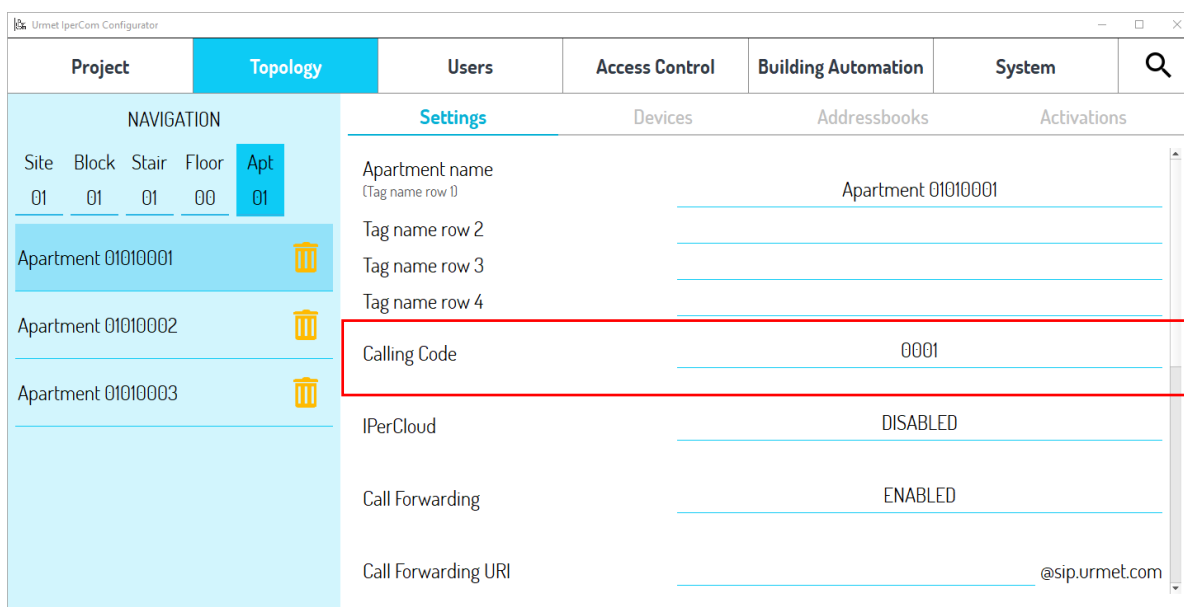 Urmet IperCom Configurator
Project Topology Users Access Control Building Automation System
NAVIGATION
Site Block Stair Floor Apt
01 01 01 00 01
Apartment 01010001
Apartment 01010002
Apartment 01010003
Settings Devices Addressbooks Activations
Apartment name
(Tag name row 1)
Apartment 01010001
Tag name row 2
Tag name row 3
Tag name row 4
Calling Code 0001
IPerCloud DISABLED
Call Forwarding ENABLED
Call Forwarding URI @sip.urmet.com